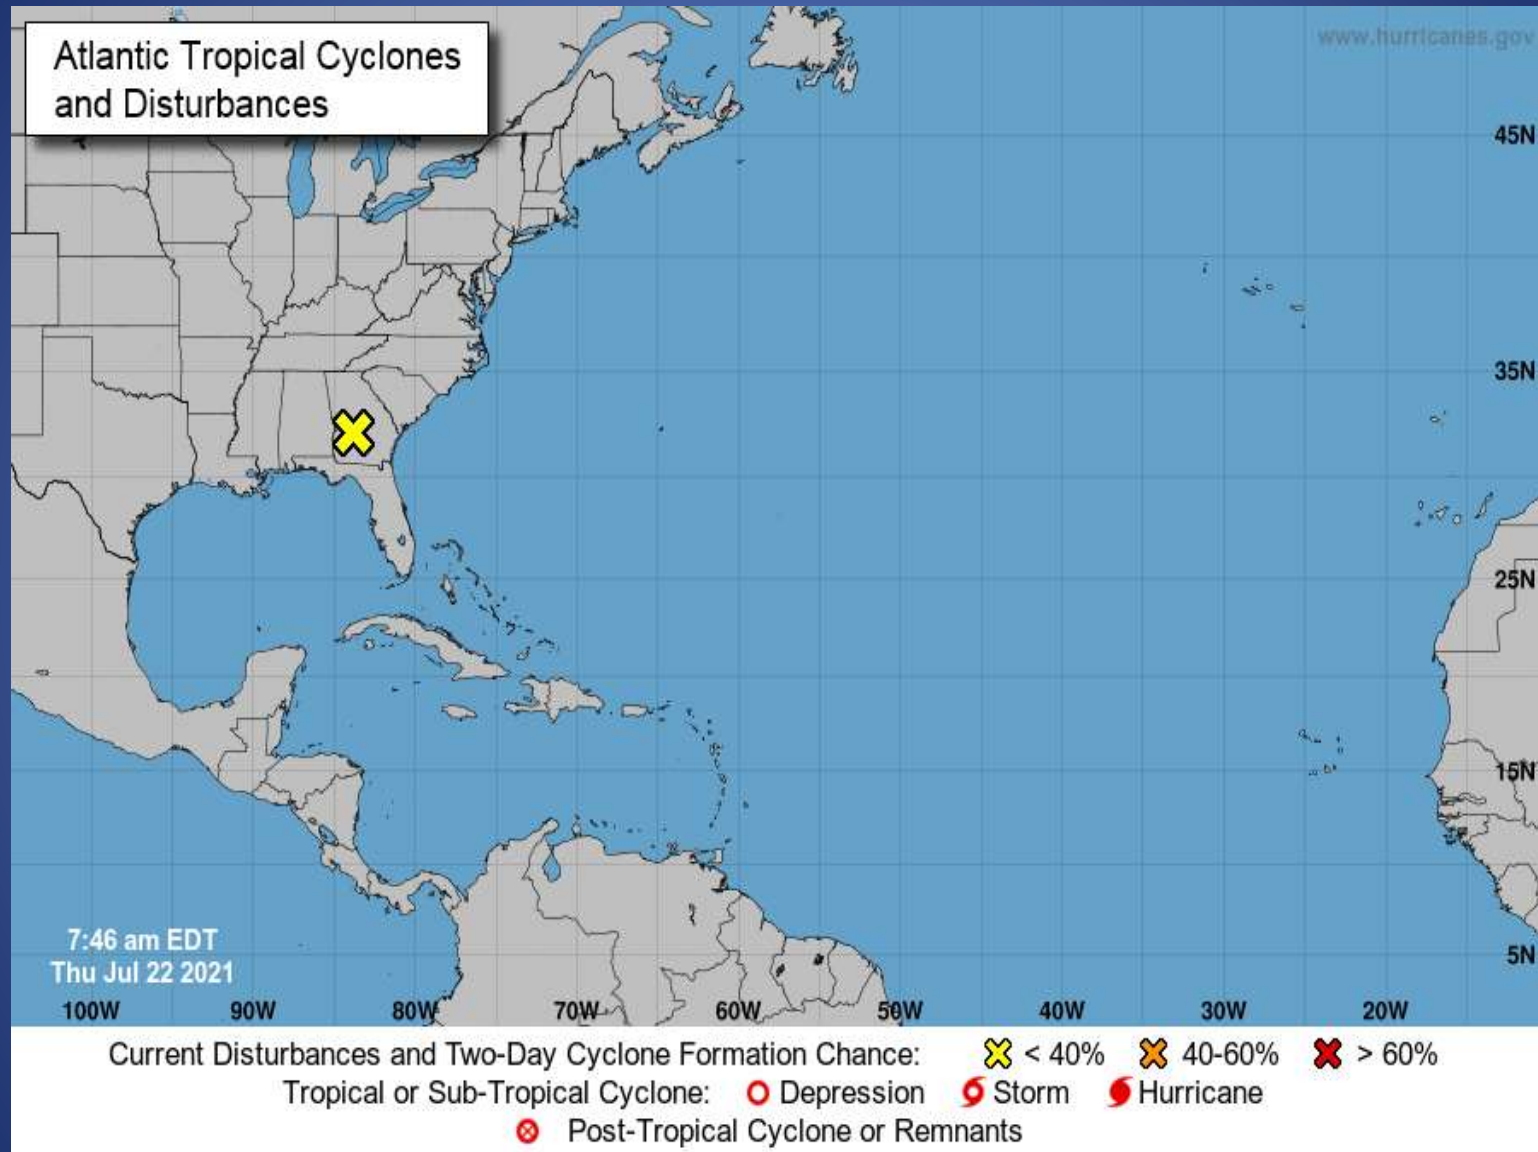 Atlantic Tropical Cyclones
and Disturbances
www.hurricanes.gov
45N
35N
25N
15N
5N
7:46 am EDT
Thu Jul 22 2021
100W 90W 80W 70W 60W 50W 40W 30W 20W
Current Disturbances and Two-Day Cyclone Formation Chance: < 40% 40-60% > 60%
Tropical or Sub-Tropical Cyclone: Depression Storm Hurricane
Post-Tropical Cyclone or Remnants